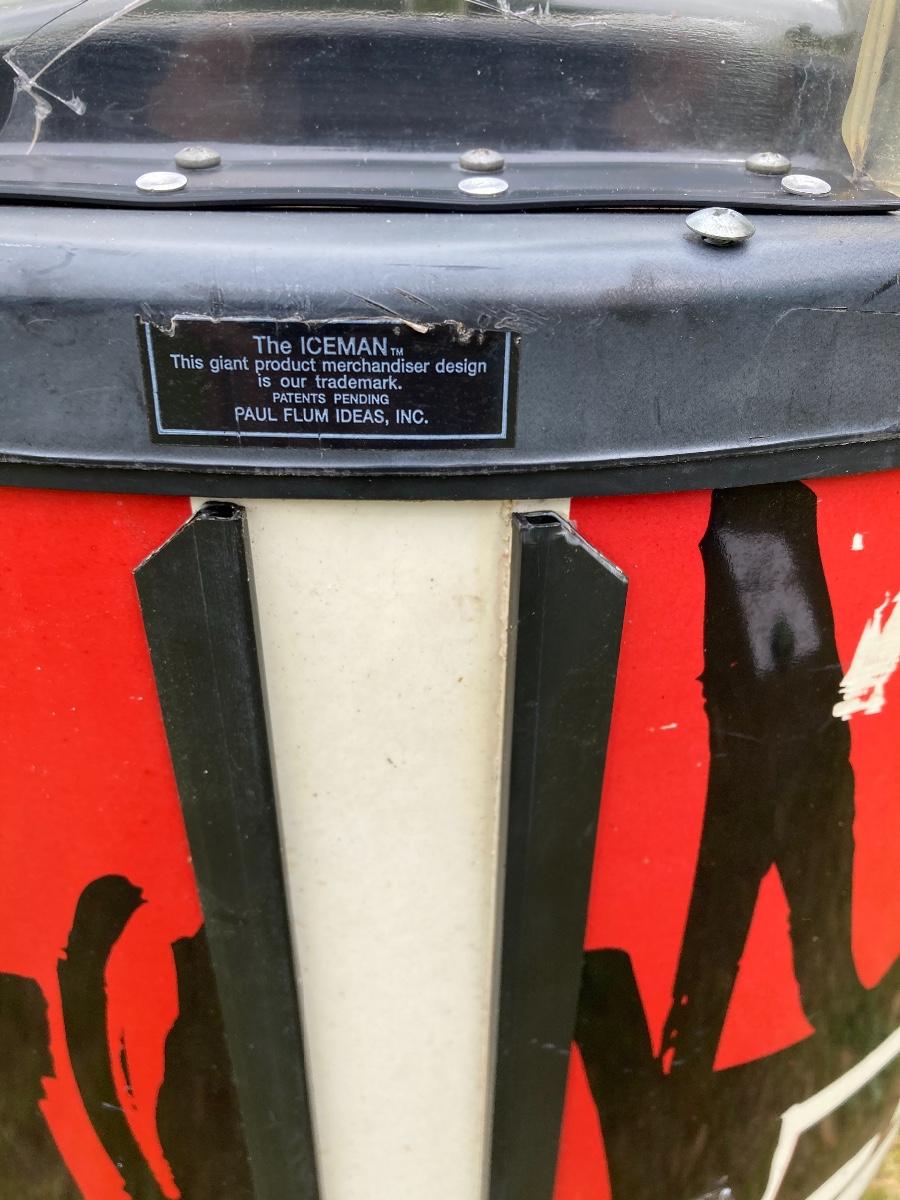 The ICEMAN™
This giant product merchandiser design
is our trademark.
PATENTS PENDING
PAUL FLUM IDEAS, INC.